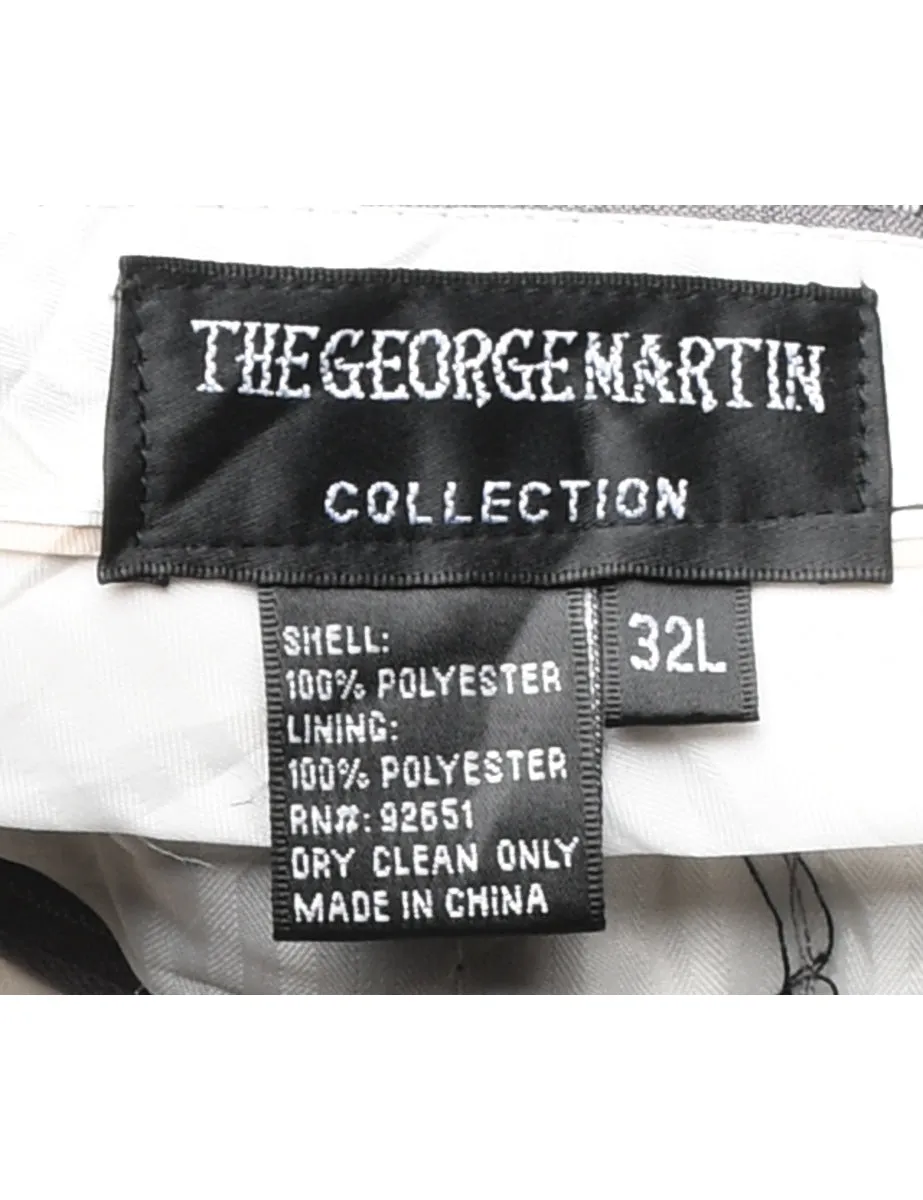 THE GEORGE MARTIN
COLLECTION
32L
SHELL:
100% POLYESTER
LINING:
100% POLYESTER
RN#: 92651
DRY CLEAN ONLY
MADE IN CHINA